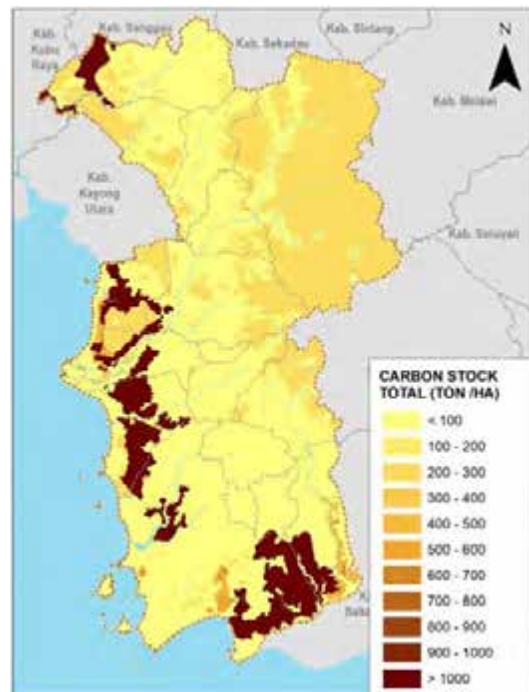 Kab. Sanggau
Kab. Sintang
Kab.
Kubu
Raya
Kab. Sekadau
N
Kab. Melawi
Kab.
Kayong
Utara
Kab. Seruyan
CARBON STOCK
TOTAL (TON /HA)
< 100
100 - 200
200 - 300
300 - 400
400 - 500
500 - 600
600 - 700
700 - 800
800 - 900
900 - 1000
> 1000